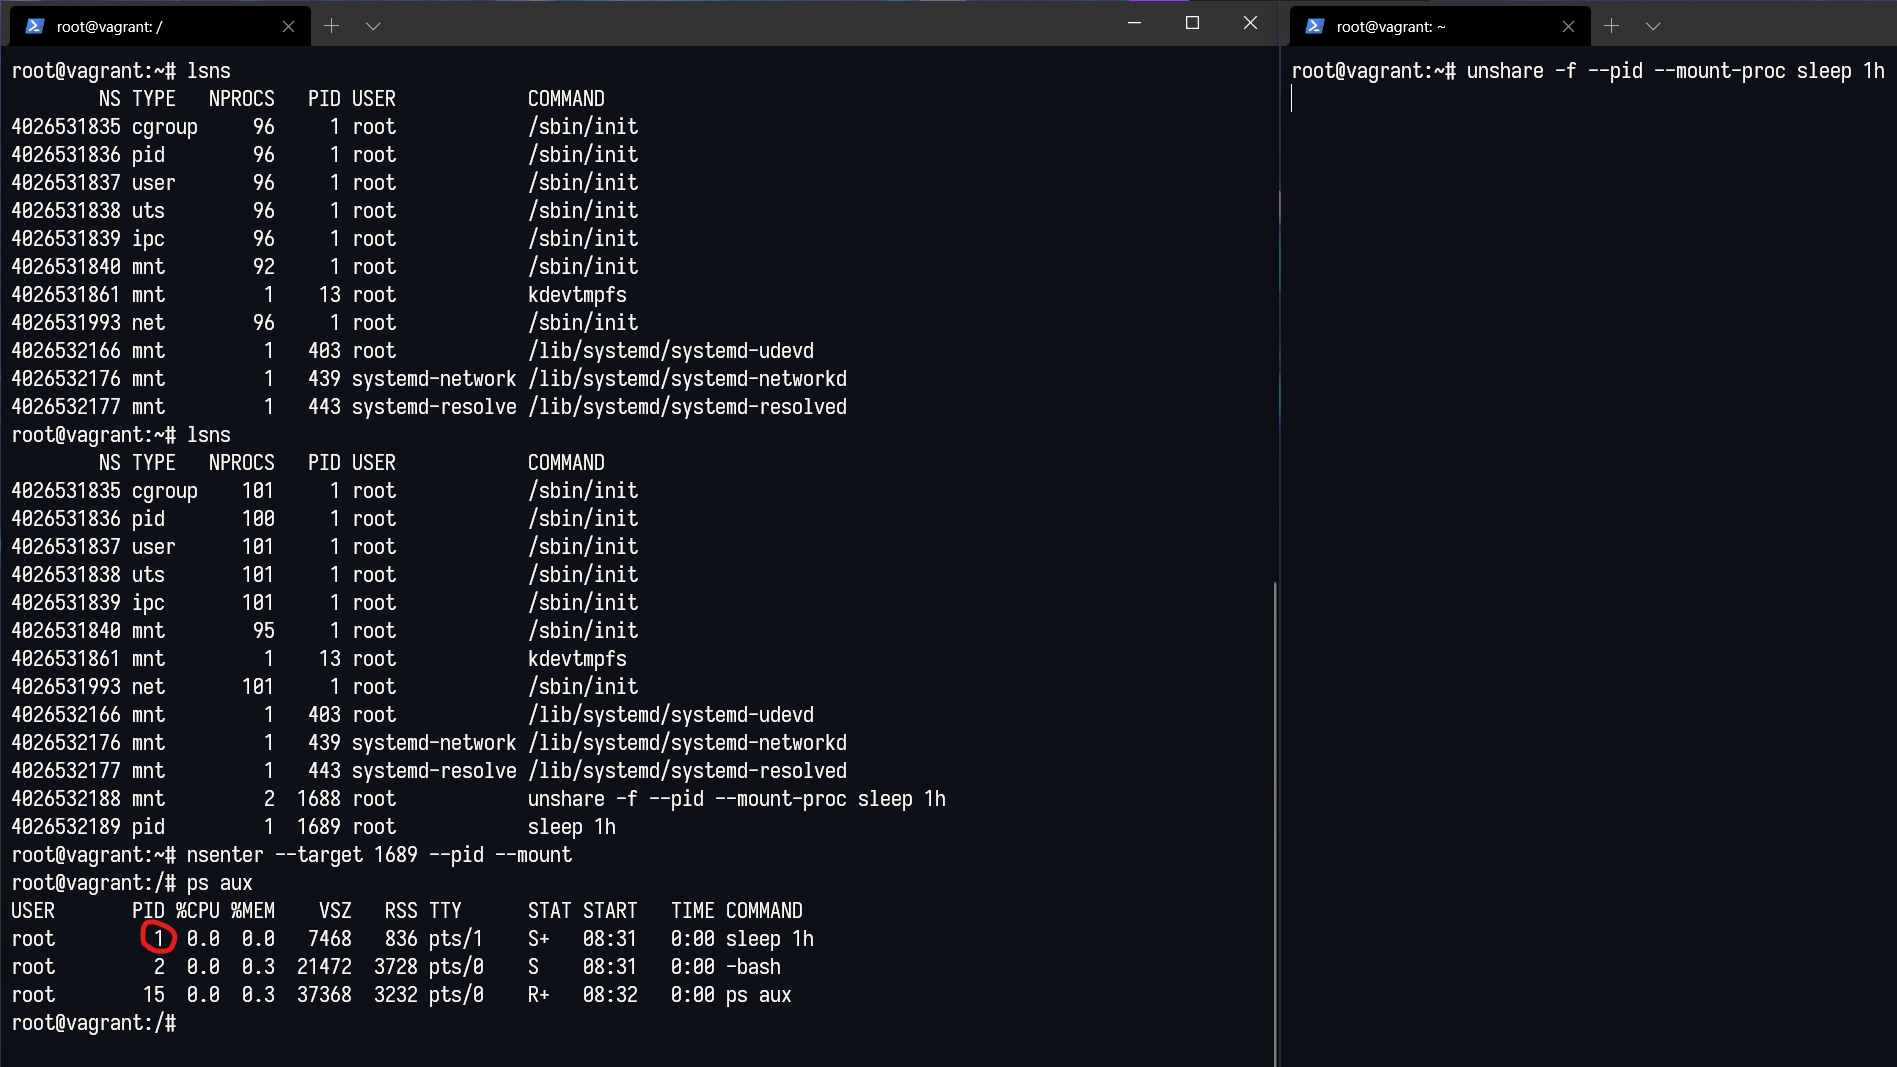 root@vagrant: /
root@vagrant:~# lsns
        NS TYPE   NPROCS   PID USER            COMMAND
4026531835 cgroup     96     1 root            /sbin/init
4026531836 pid        96     1 root            /sbin/init
4026531837 user       96     1 root            /sbin/init
4026531838 uts        96     1 root            /sbin/init
4026531839 ipc        96     1 root            /sbin/init
4026531840 mnt        92     1 root            /sbin/init
4026531861 mnt         1    13 root            kdevtmpfs
4026531993 net        96     1 root            /sbin/init
4026532166 mnt         1   403 root            /lib/systemd/systemd-udevd
4026532176 mnt         1   439 systemd-network /lib/systemd/systemd-networkd
4026532177 mnt         1   443 systemd-resolve /lib/systemd/systemd-resolved
root@vagrant:~# lsns
        NS TYPE   NPROCS   PID USER            COMMAND
4026531835 cgroup    101     1 root            /sbin/init
4026531836 pid       100     1 root            /sbin/init
4026531837 user      101     1 root            /sbin/init
4026531838 uts       101     1 root            /sbin/init
4026531839 ipc       101     1 root            /sbin/init
4026531840 mnt        95     1 root            /sbin/init
4026531861 mnt         1    13 root            kdevtmpfs
4026531993 net       101     1 root            /sbin/init
4026532166 mnt         1   403 root            /lib/systemd/systemd-udevd
4026532176 mnt         1   439 systemd-network /lib/systemd/systemd-networkd
4026532177 mnt         1   443 systemd-resolve /lib/systemd/systemd-resolved
4026532188 mnt         2  1688 root            unshare -f --pid --mount-proc sleep 1h
4026532189 pid         1  1689 root            sleep 1h
root@vagrant:~# nsenter --target 1689 --pid --mount
root@vagrant:/# ps aux
USER       PID %CPU %MEM    VSZ   RSS TTY      STAT START   TIME COMMAND
root         1  0.0  0.0   7468   836 pts/1    S+   08:31   0:00 sleep 1h
root         2  0.0  0.3  21472  3728 pts/0    S    08:31   0:00 -bash
root        15  0.0  0.3  37368  3232 pts/0    R+   08:32   0:00 ps aux
root@vagrant:/#
root@vagrant: ~
root@vagrant:~# unshare -f --pid --mount-proc sleep 1h